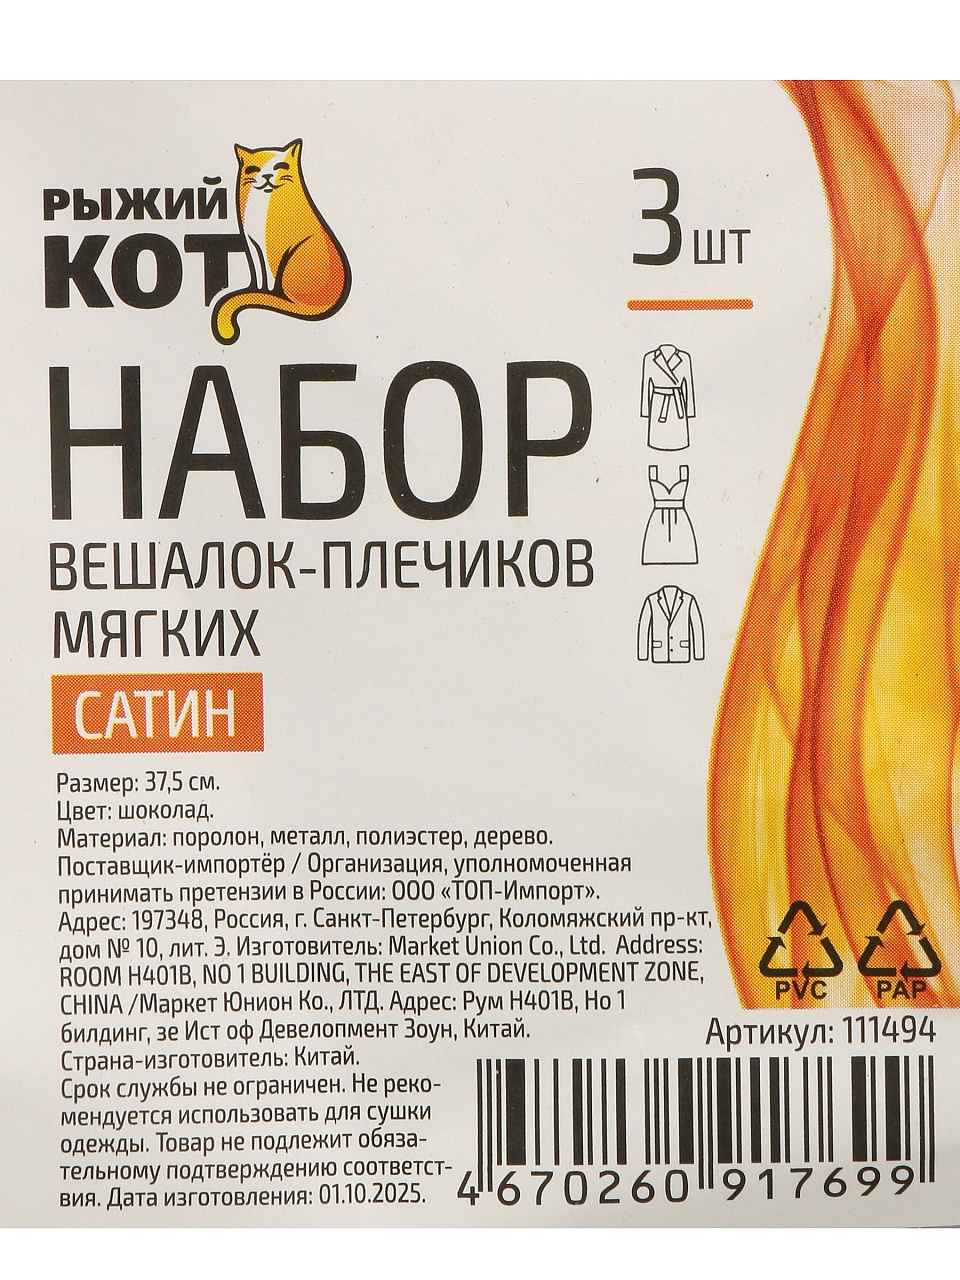 РЫЖИЙ
КОТ
3 шт
НАБОР
ВЕШАЛОК-ПЛЕЧИКОВ
МЯГКИХ
САТИН
Размер: 37,5 см.
Цвет: шоколад.
Материал: поролон, металл, полиэстер, дерево.
Поставщик-импортёр / Организация, уполномоченная
принимать претензии в России: ООО «ТОП-Импорт».
Адрес: 197348, Россия, г. Санкт-Петербург, Коломяжский пр-кт,
дом № 10, лит. Э. Изготовитель: Market Union Co., Ltd. Address:
ROOM H401B, NO 1 BUILDING, THE EAST OF DEVELOPMENT ZONE,
CHINA /Маркет Юнион Ко., ЛТД. Адрес: Рум Н401В, Но 1
билдинг, зе Ист оф Девелопмент Зоун, Китай.
Страна-изготовитель: Китай.
Срок службы не ограничен. Не реко-
мендуется использовать для сушки
одежды. Товар не подлежит обяза-
тельному подтверждению соответст-
вия. Дата изготовления: 01.10.2025.
PVC PAP
Артикул: 111494
4 670260 917699